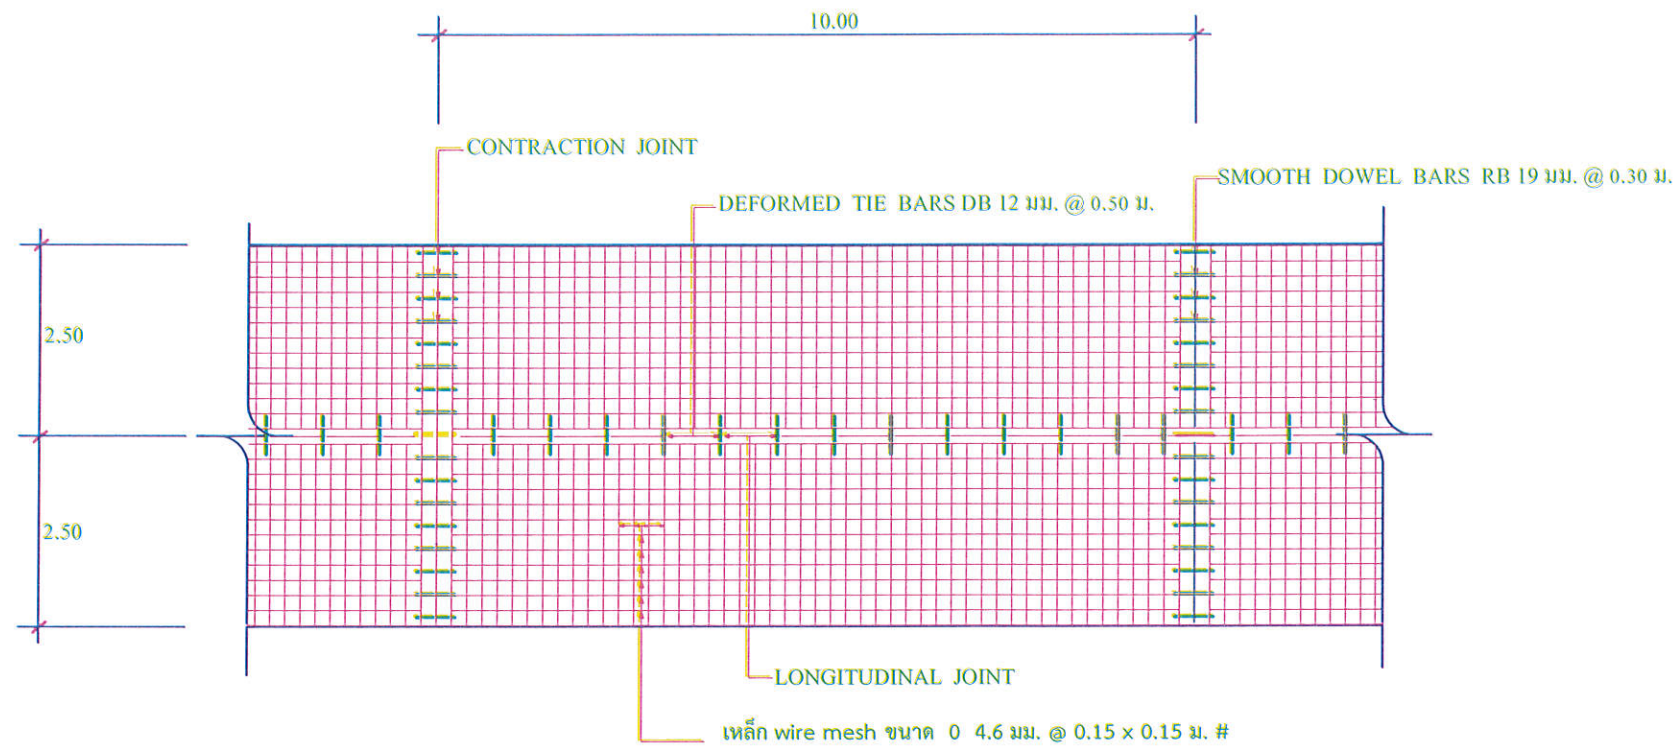 10.00
CONTRACTION JOINT
SMOOTH DOWEL BARS RB 19 มม. @ 0.30 ม.
DEFORMED TIE BARS DB 12 มม. @ 0.50 ม.
2.50
2.50
LONGITUDINAL JOINT
เหล็ก wire mesh ขนาด 0 4.6 มม. @ 0.15 x 0.15 ม. #